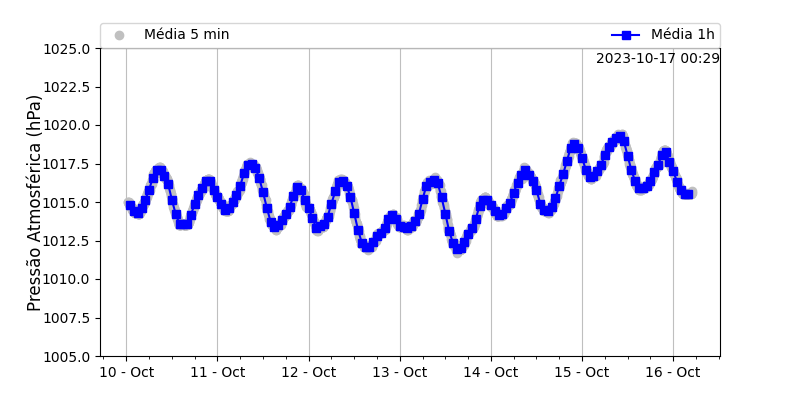 Média 5 min
Média 1h
2023-10-17 00:29
Pressão Atmosférica (hPa)
1025.0
1022.5
1020.0
1017.5
1015.0
1012.5
1010.0
1007.5
1005.0
10 - Oct
11 - Oct
12 - Oct
13 - Oct
14 - Oct
15 - Oct
16 - Oct